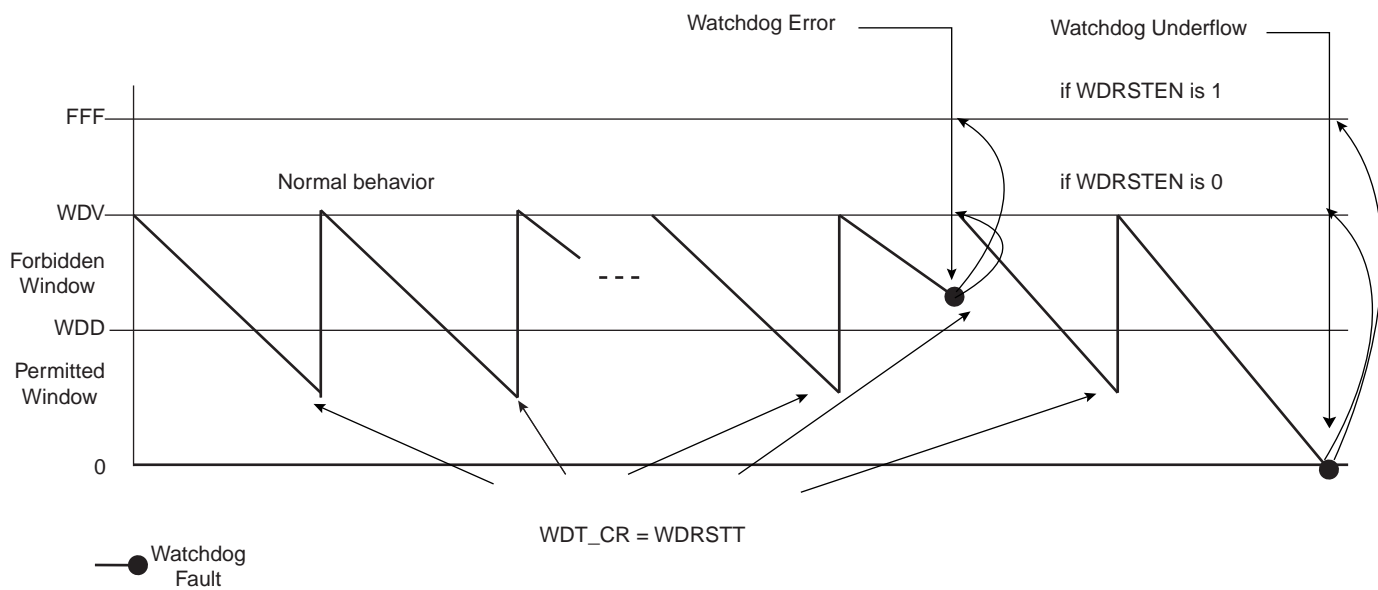 Watchdog Error
Watchdog Underflow
if WDRSTEN is 1
FFF
Normal behavior
if WDRSTEN is 0
WDV
Forbidden
Window
WDD
Permitted
Window
0
WDT_CR = WDRSTT
Watchdog
Fault